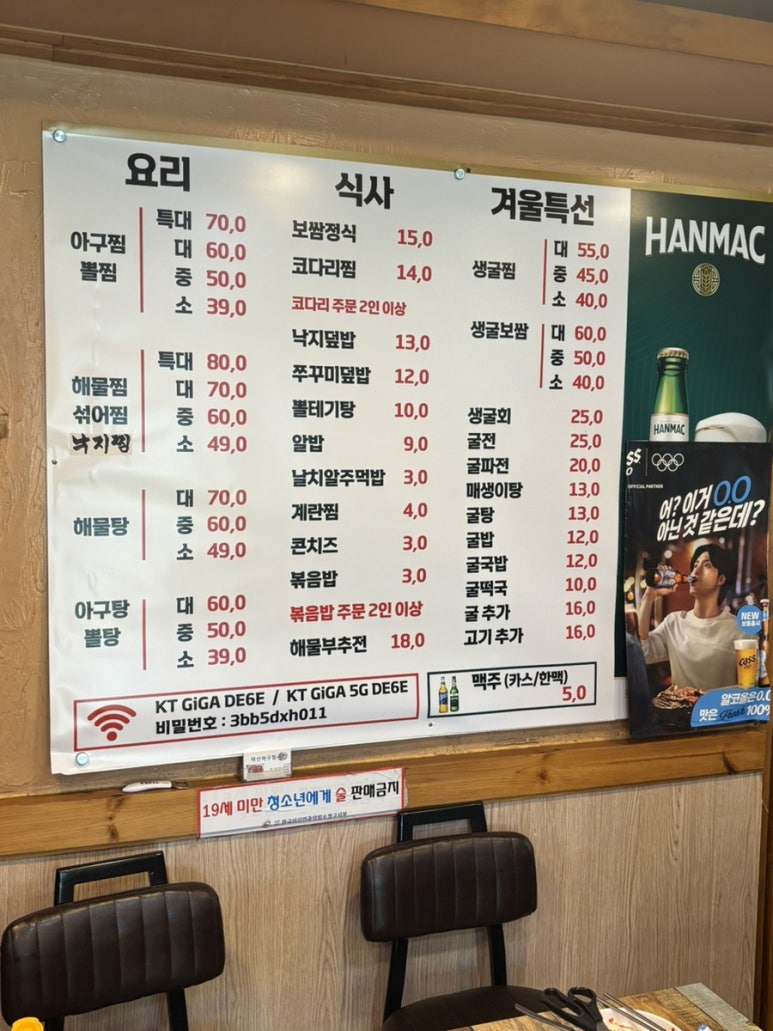 요리
아구찜
뽈찜
특대 70,0
대 60,0
중 50,0
소 39,0
해물찜
섞어찜
낙지찜
특대 80,0
대 70,0
중 60,0
소 49,0
해물탕
대 70,0
중 60,0
소 49,0
아구탕
뽈탕
대 60,0
중 50,0
소 39,0
식사
보쌈정식 15,0
코다리찜 14,0
코다리 주문 2인 이상
낙지덮밥 13,0
쭈꾸미덮밥 12,0
뽈테기탕 10,0
알밥 9,0
날치알주먹밥 3,0
계란찜 4,0
콘치즈 3,0
볶음밥 3,0
볶음밥 주문 2인 이상
해물부추전 18,0
겨울특선
생굴찜
대 55,0
중 45,0
소 40,0
생굴보쌈
대 60,0
중 50,0
소 40,0
생굴회 25,0
굴전 25,0
굴파전 20,0
매생이탕 13,0
굴탕 13,0
굴밥 12,0
굴국밥 12,0
굴떡국 10,0
굴 추가 16,0
고기 추가 16,0
KT GiGA DE6E / KT GiGA 5G DE6E
비밀번호 : 3bb5dxh011
맥주 (카스/한맥)
5,0
HANMAC
HANMAC
OFFICIAL PARTNER
어? 이거 0.0
아닌 것 같은데?
NEW
Cass
알코올은 0.0
맛은 100%
19세 미만 청소년에게 술 판매금지